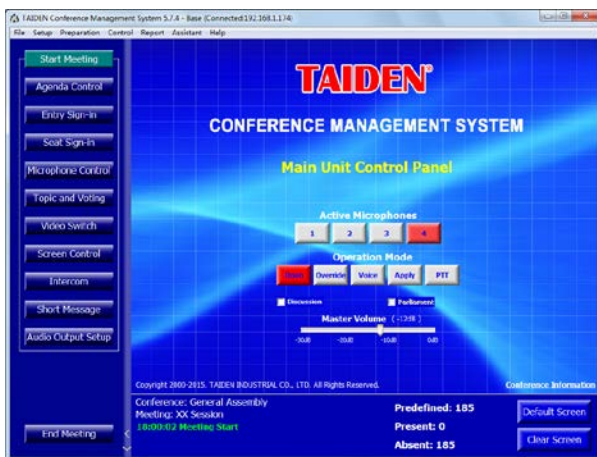 TAIDEN Conference Management System 5.7.4 - Base (Connected:192.168.1.174)
File Setup Preparation Control Report Assistant Help
Start Meeting
Agenda Control
Entry Sign-in
Seat Sign-in
Microphone Control
Topic and Voting
Video Switch
Screen Control
Intercom
Short Message
Audio Output Setup
End Meeting
TAIDEN®
CONFERENCE MANAGEMENT SYSTEM
Main Unit Control Panel
Active Microphones
1 2 3 4
Operation Mode
Open Override Voice Apply PTT
Discussion Parliament
Master Volume (-12dB)
-30dB -20dB -10dB 0dB
Copyright 2003-2015. TAIDEN INDUSTRIAL CO., LTD. All Rights Reserved.
Conference Information
Conference: General Assembly
Meeting: XX Session
18:00:02 Meeting Start
Predefined: 185
Present: 0
Absent: 185
Default Screen
Clear Screen